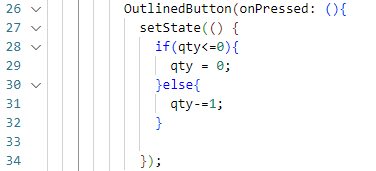 26 OutlinedButton(onPressed: (){
27 setState(() {
28 if(qty<=0){
29 qty = 0;
30 }else{
31 qty-=1;
32 }
33
34 });